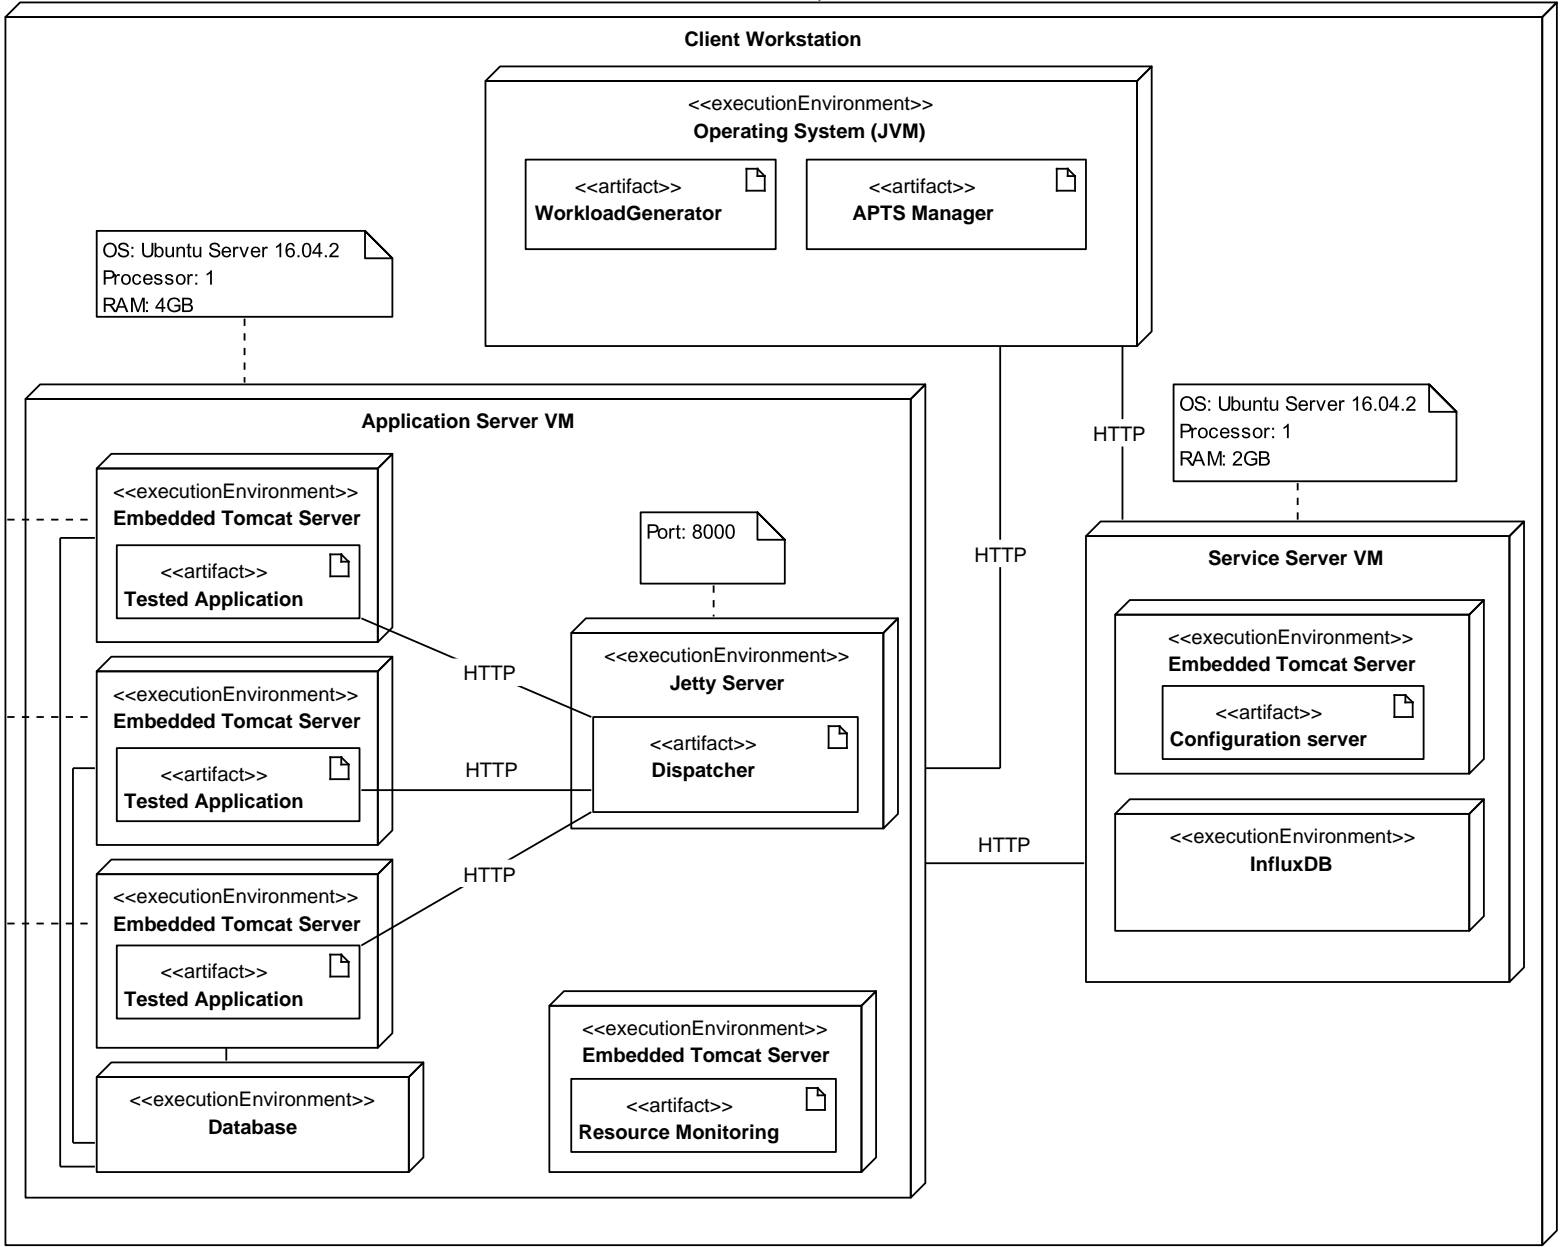 Client Workstation
<<executionEnvironment>>
Operating System (JVM)
<<artifact>>
WorkloadGenerator
<<artifact>>
APTS Manager
OS: Ubuntu Server 16.04.2
Processor: 1
RAM: 4GB
HTTP
HTTP
OS: Ubuntu Server 16.04.2
Processor: 1
RAM: 2GB
Application Server VM
<<executionEnvironment>>
Embedded Tomcat Server
<<artifact>>
Tested Application
<<executionEnvironment>>
Embedded Tomcat Server
<<artifact>>
Tested Application
<<executionEnvironment>>
Embedded Tomcat Server
<<artifact>>
Tested Application
<<executionEnvironment>>
Database
HTTP
HTTP
HTTP
Port: 8000
<<executionEnvironment>>
Jetty Server
<<artifact>>
Dispatcher
<<executionEnvironment>>
Embedded Tomcat Server
<<artifact>>
Resource Monitoring
HTTP
Service Server VM
<<executionEnvironment>>
Embedded Tomcat Server
<<artifact>>
Configuration server
<<executionEnvironment>>
InfluxDB